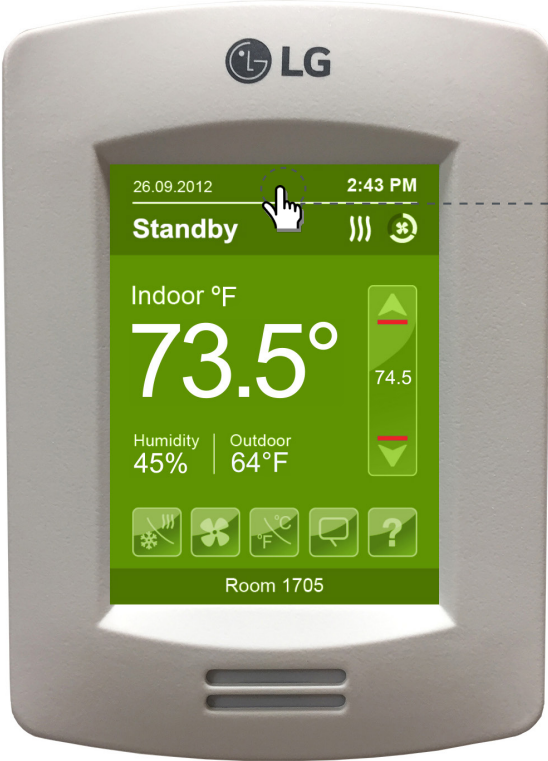 LG
26.09.2012 2:43 PM
Standby
Indoor ºF
73.5°
74.5
Humidity Outdoor
45% 64°F
°F °C
?
Room 1705